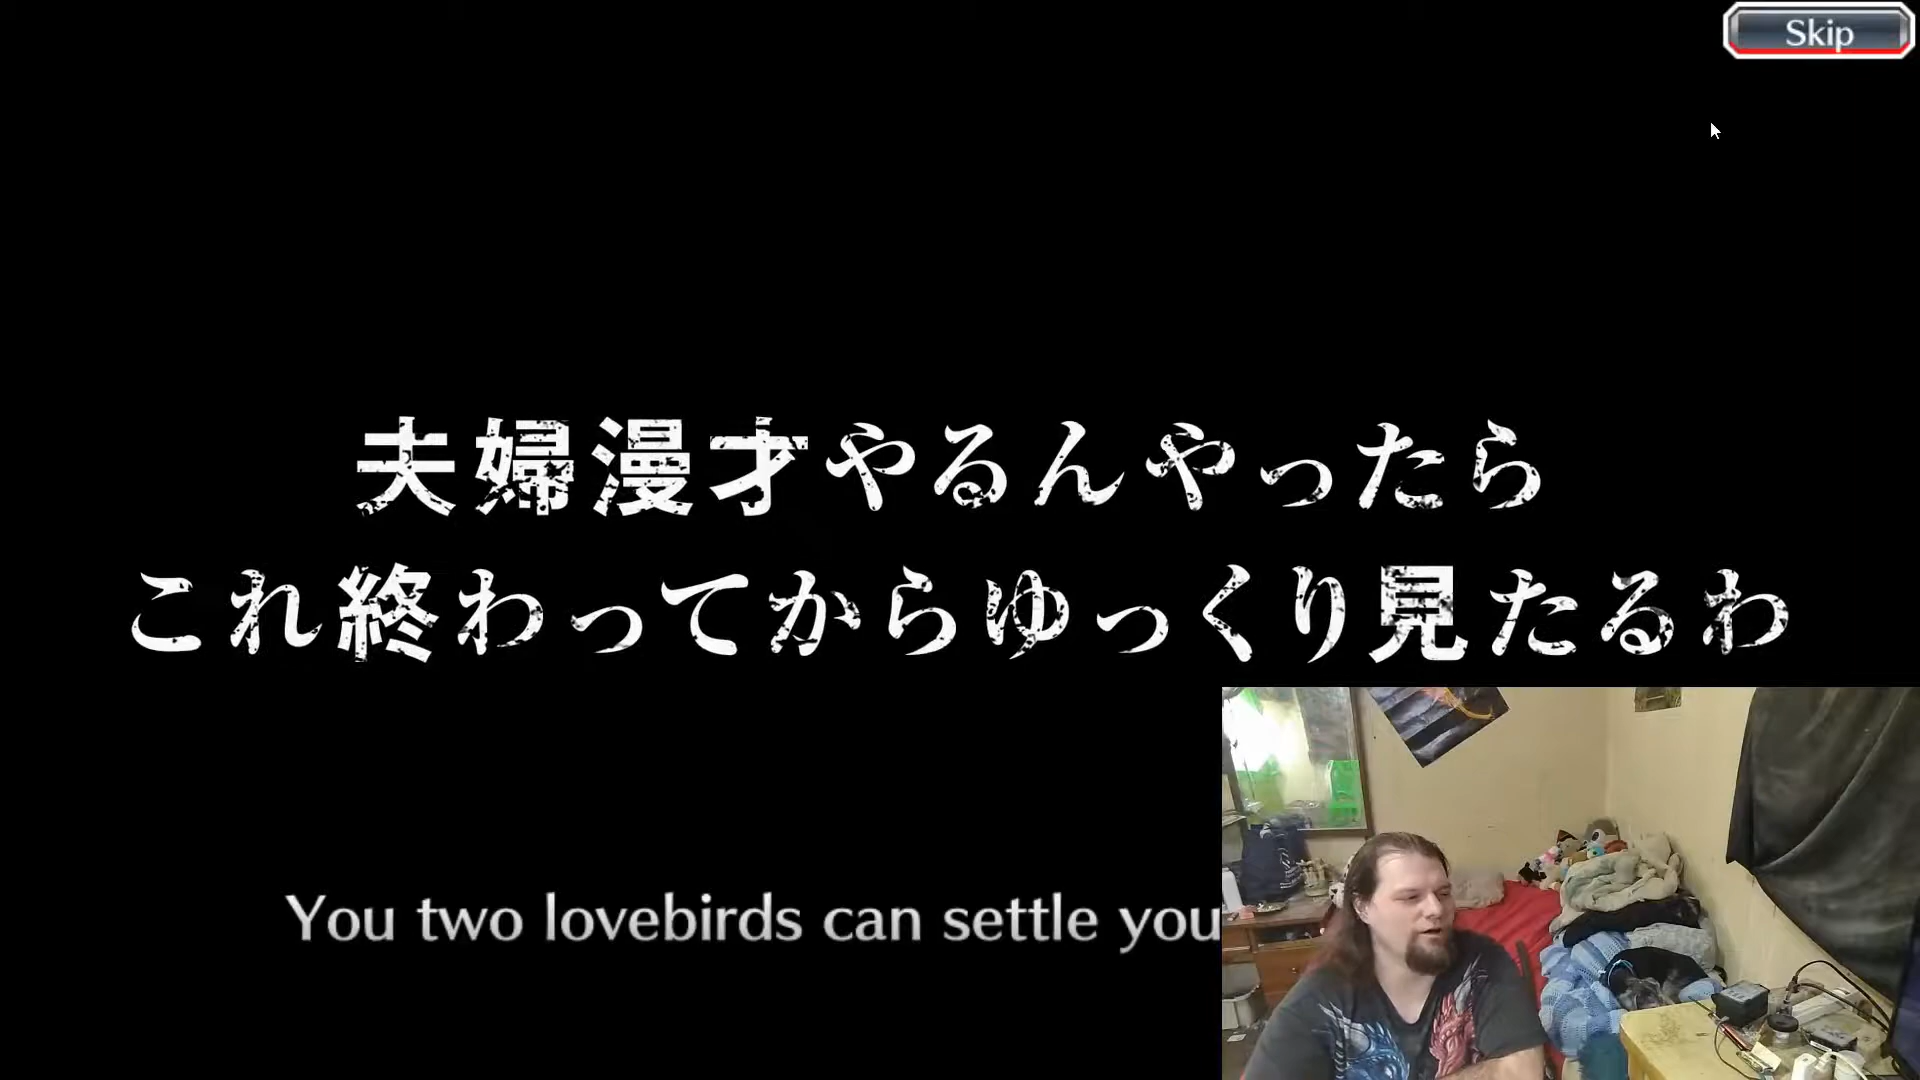 Skip
夫婦漫才やるんやったら
これ終わってからゆっくり見たるわ
You two lovebirds can settle